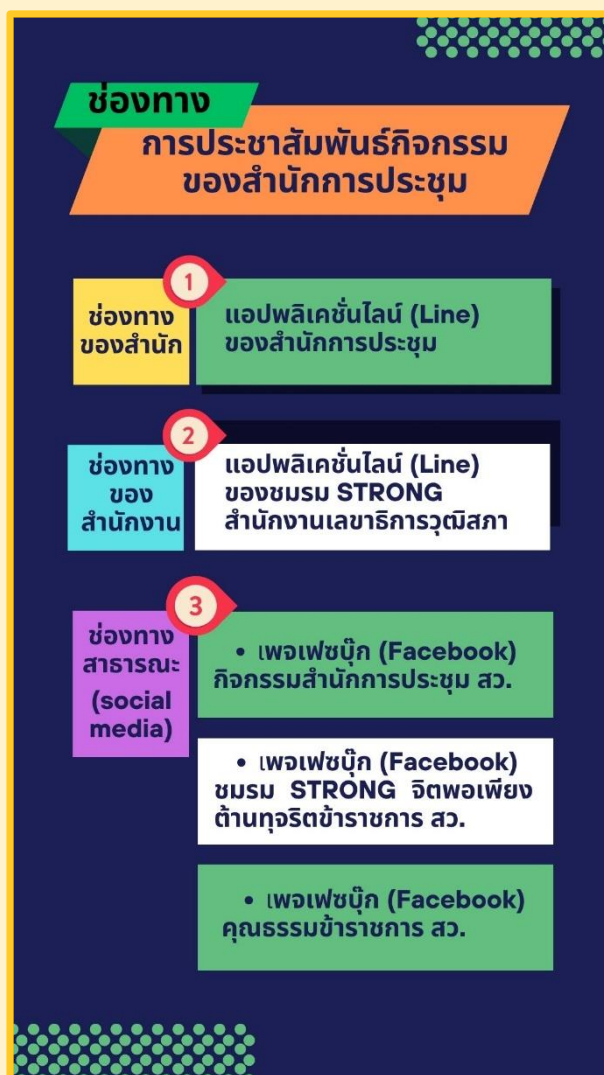 ช่องทาง
การประชาสัมพันธ์กิจกรรม
ของสำนักการประชุม
1
ช่องทาง
ของสำนัก
แอปพลิเคชั่นไลน์ (Line)
ของสำนักการประชุม
2
ช่องทาง
ของ
สำนักงาน
แอปพลิเคชั่นไลน์ (Line)
ของชมรม STRONG
สำนักงานเลขาธิการวุฒิสภา
3
ช่องทาง
สาธารณะ
(social
media)
• เพจเฟซบุ๊ก (Facebook)
กิจกรรมสำนักการประชุม สว.
• เพจเฟซบุ๊ก (Facebook)
ชมรม STRONG จิตพอเพียง
ต้านทุจริตข้าราชการ สว.
• เพจเฟซบุ๊ก (Facebook)
คุณธรรมข้าราชการ สว.